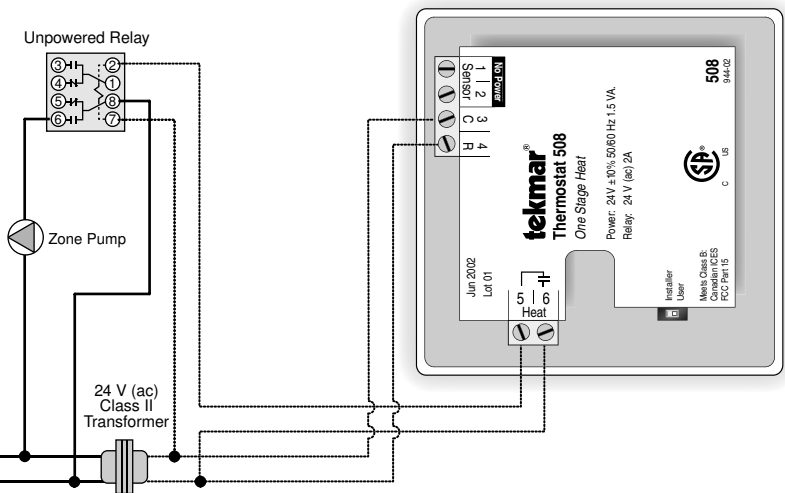 Unpowered Relay
3 2
4 1
5 8
6 7
Zone Pump
24 V (ac)
Class II
Transformer
No Power
1 2
Sensor
3 4
C R
tekmar®
Thermostat 508
One Stage Heat
Power: 24V ±10% 50/60 Hz 1.5 VA.
Relay: 24 V (ac) 2A
Jun 2002
Lot 01
5 6
Heat
508
944-02
SA®
C US
Installer
User
Meets Class B:
Canadian ICES
FCC Part 15